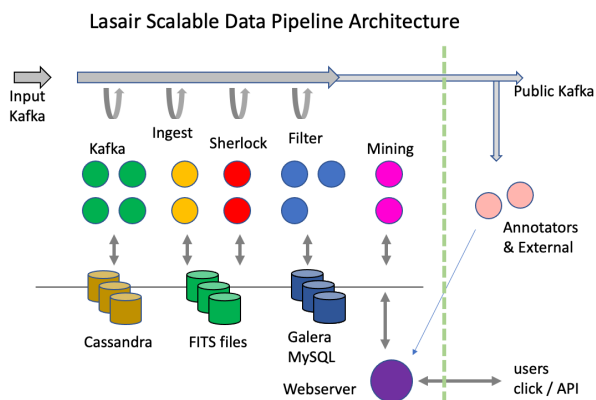 Lasair Scalable Data Pipeline Architecture
Input
Kafka
Public Kafka
Kafka
Ingest
Sherlock
Filter
Mining
Annotators
& External
Cassandra
FITS files
Galera
MySQL
Webserver
users
click / API